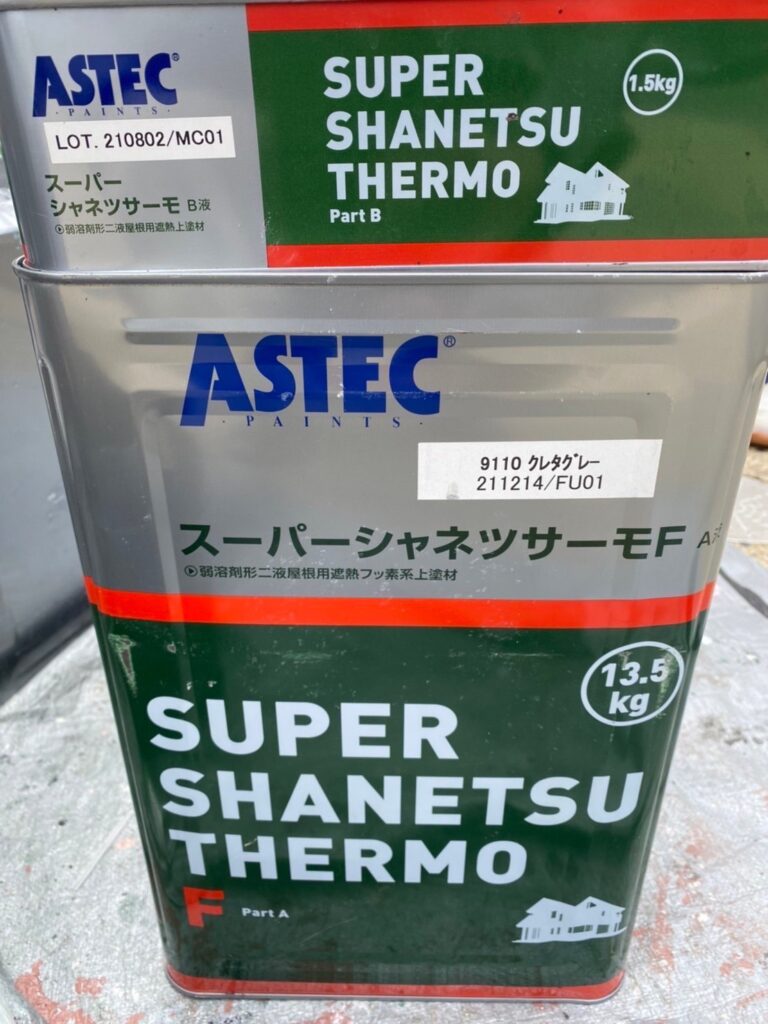 ASTEC®
PAINTS
LOT. 210802/MC01
スーパー
シャネツサーモ B液
弱溶剤形二液屋根用遮熱上塗材
SUPER
SHANETSU
THERMO
Part B
1.5kg
ASTEC®
PAINTS
9110 クレタグレー
211214/FU01
スーパーシャネツサーモF A液
弱溶剤形二液屋根用遮熱フッ素系上塗材
13.5
kg
SUPER
SHANETSU
THERMO
F Part A